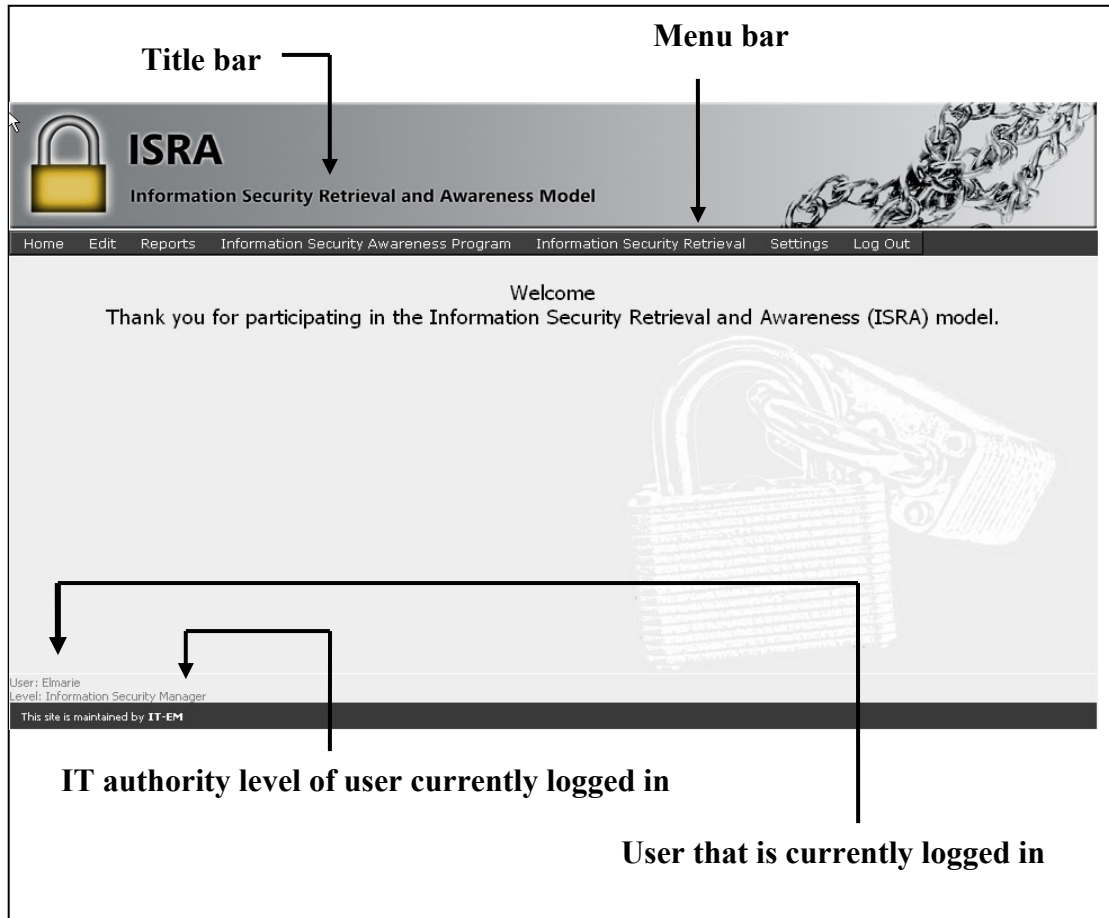 Title bar
Menu bar
ISRA
Information Security Retrieval and Awareness Model
Home Edit Reports Information Security Awareness Program Information Security Retrieval Settings Log Out
Welcome
Thank you for participating in the Information Security Retrieval and Awareness (ISRA) model.
User: Elmarie
Level: Information Security Manager
This site is maintained by IT-EM
IT authority level of user currently logged in
User that is currently logged in